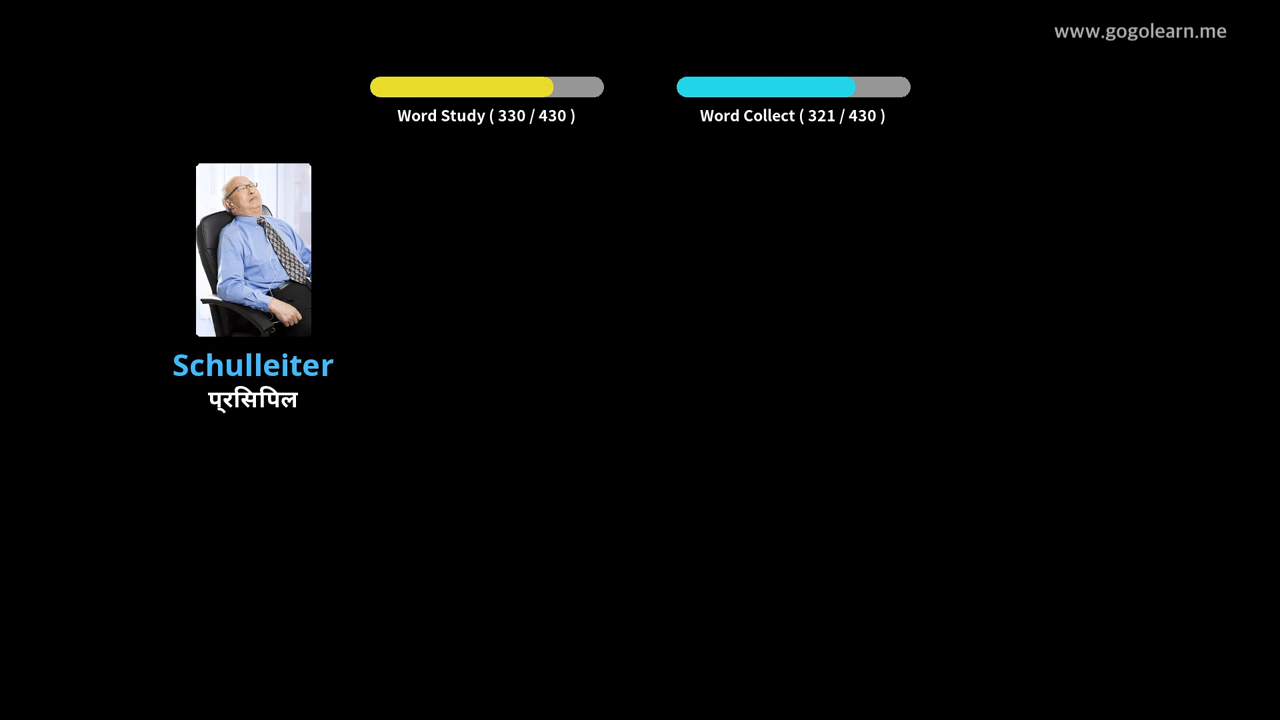 www.gogolearn.me
Word Study ( 330 / 430 )
Word Collect ( 321 / 430 )
Schulleiter
प्रसिपिल